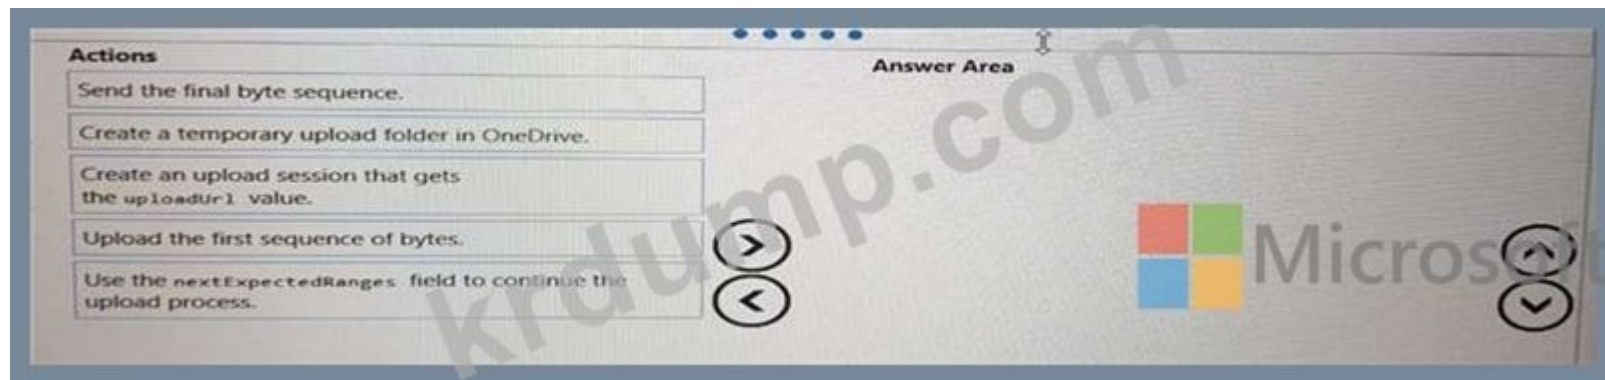 Actions
Answer Area
Send the final byte sequence.
Create a temporary upload folder in OneDrive.
Create an upload session that gets
the uploadUrl value.
Upload the first sequence of bytes.
Use the nextExpectedRanges field to continue the
upload process.
krdump.com
Microsoft